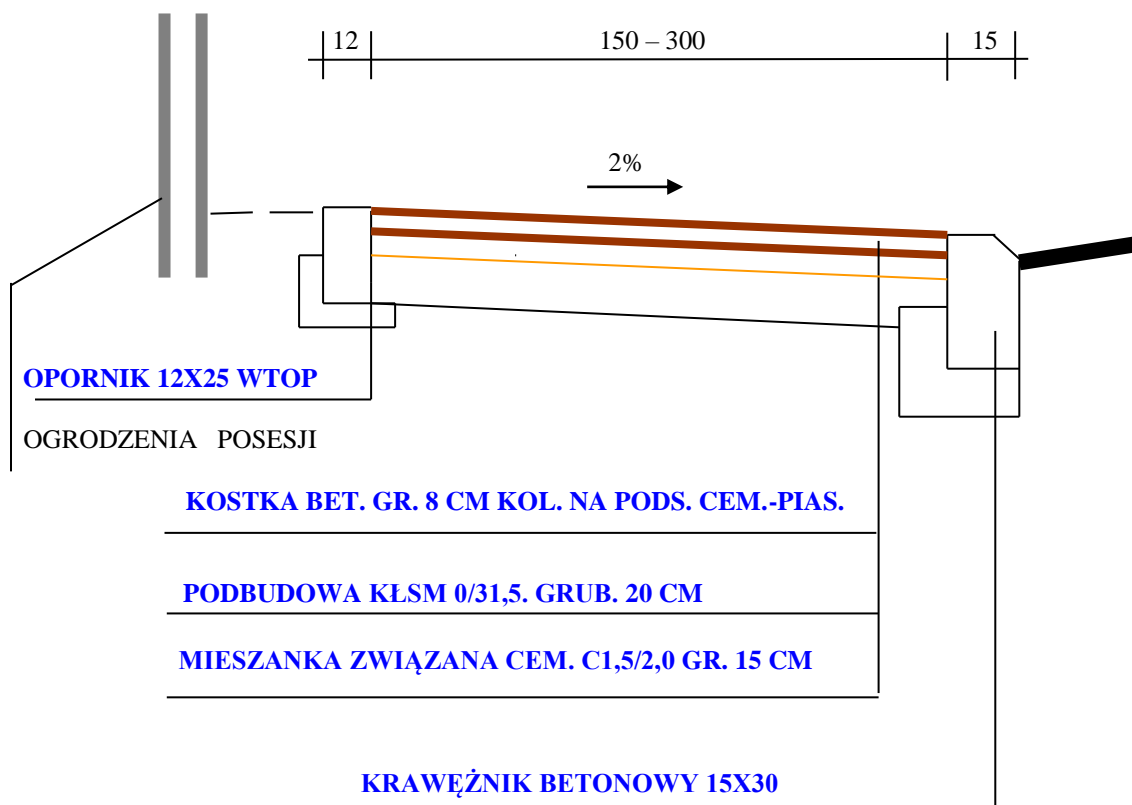 12
150 – 300
15
2%
OPORNIK 12X25 WTOP
OGRODZENIA POSESJI
KOSTKA BET. GR. 8 CM KOL. NA PODS. CEM.-PIAS.
PODBUDOWA KŁSM 0/31,5. GRUB. 20 CM
MIESZANKA ZWIĄZANA CEM. C1,5/2,0 GR. 15 CM
KRAWĘŻNIK BETONOWY 15X30